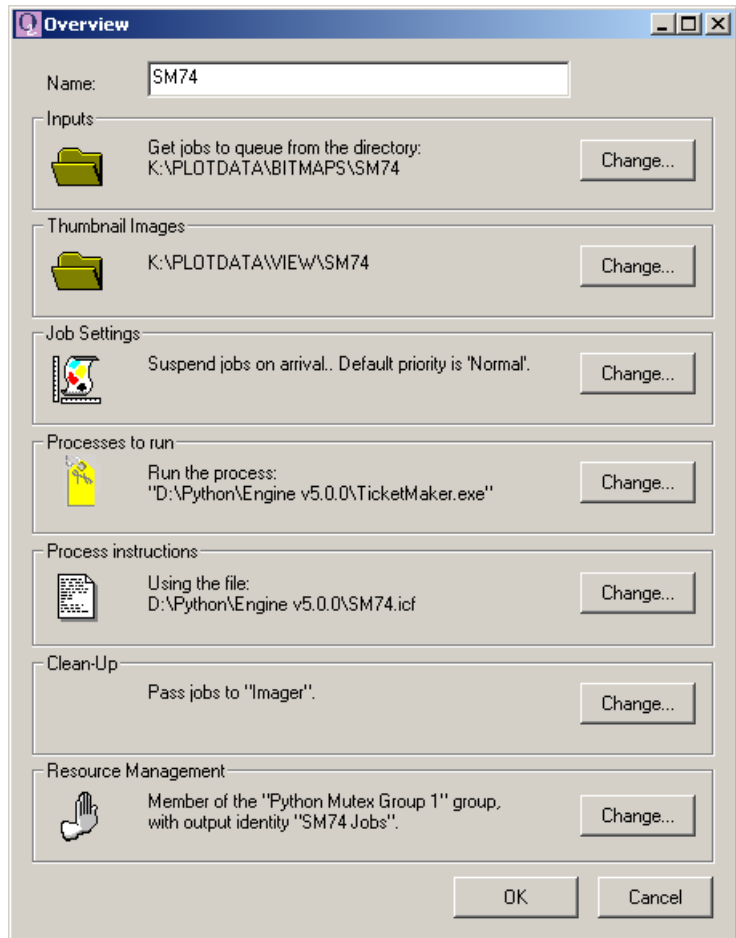 Overview
Name:
SM74
Inputs
Get jobs to queue from the directory:
K:\PLOTDATA\BITMAPS\SM74
Change...
Thumbnail Images
K:\PLOTDATA\VIEW\SM74
Change...
Job Settings
Suspend jobs on arrival.. Default priority is 'Normal'.
Change...
Processes to run
Run the process:
"D:\Python\Engine v5.0.0\TicketMaker.exe"
Change...
Process instructions
Using the file:
D:\Python\Engine v5.0.0\SM74.icf
Change...
Clean-Up
Pass jobs to "Imager".
Change...
Resource Management
Member of the "Python Mutex Group 1" group,
with output identity "SM74 Jobs".
Change...
OK
Cancel